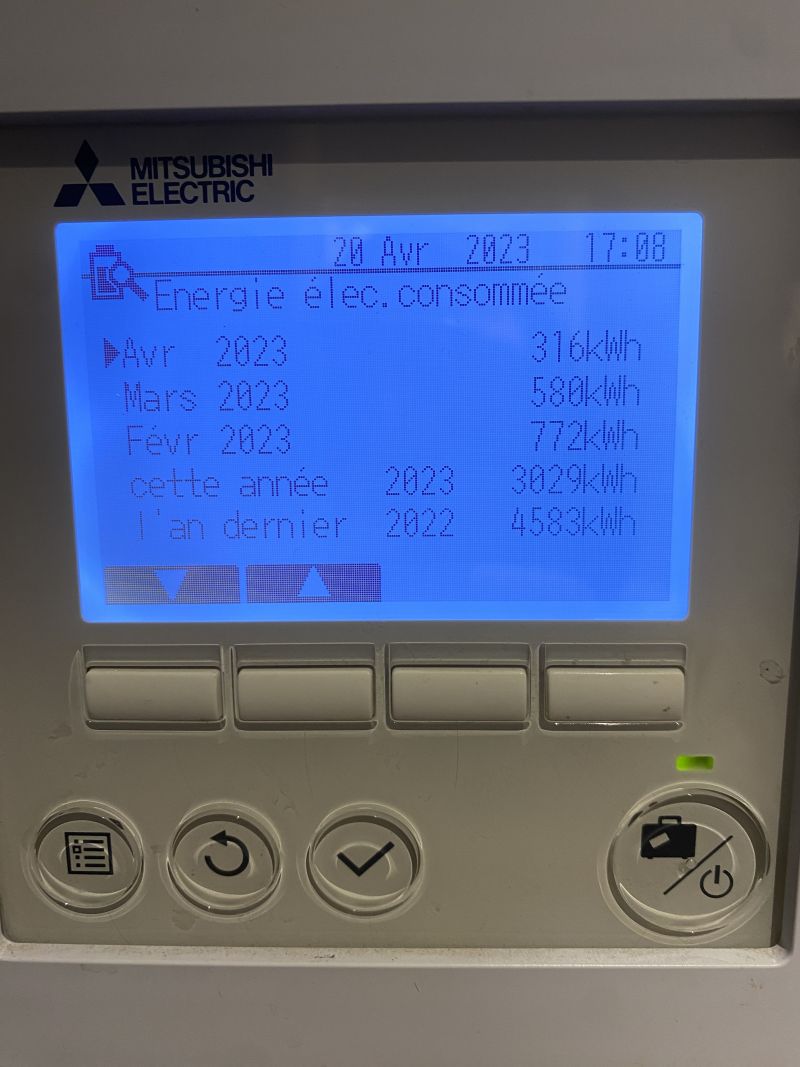 MITSUBISHI
ELECTRIC
20 Avr 2023 17:08
Energie élec.consommée
Avr 2023 316kWh
Mars 2023 580kWh
Févr 2023 772kWh
cette année 2023 3029kWh
l'an dernier 2022 4583kWh